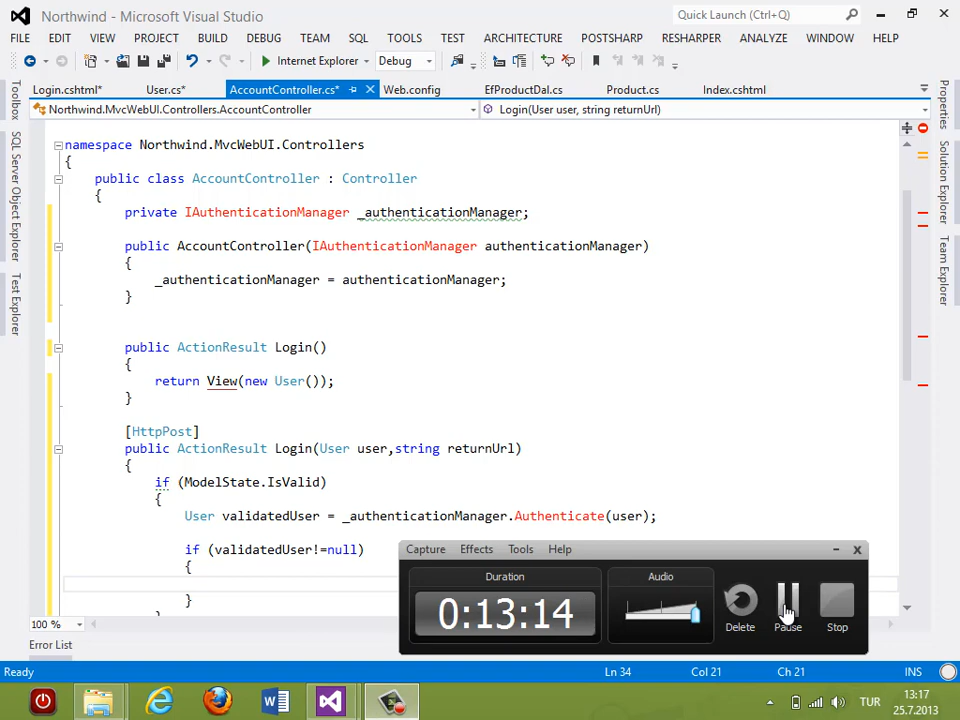 Northwind - Microsoft Visual Studio
Quick Launch (Ctrl+Q)
FILE EDIT VIEW PROJECT BUILD DEBUG TEAM SQL TOOLS TEST ARCHITECTURE POSTSHARP RESHARPER ANALYZE WINDOW HELP
Internet Explorer Debug
Login.cshtml* User.cs* AccountController.cs* Web.config EfProductDal.cs Product.cs Index.cshtml
Northwind.MvcWebUI.Controllers.AccountController Login(User user, string returnUrl)
Toolbox
SQL Server Object Explorer
Test Explorer
Properties
Solution Explorer
Team Explorer
namespace Northwind.MvcWebUI.Controllers
{
public class AccountController : Controller
{
private IAuthenticationManager _authenticationManager;
public AccountController(IAuthenticationManager authenticationManager)
{
_authenticationManager = authenticationManager;
}
public ActionResult Login()
{
return View(new User());
}
[HttpPost]
public ActionResult Login(User user,string returnUrl)
{
if (ModelState.IsValid)
{
User validatedUser = _authenticationManager.Authenticate(user);
if (validatedUser!=null)
{
}
Capture Effects Tools Help
Duration
0:13:14
Audio
Delete Pause Stop
100 %
Error List
Ready Ln 34 Col 21 Ch 21 INS
TUR
13:17
25.7.2013